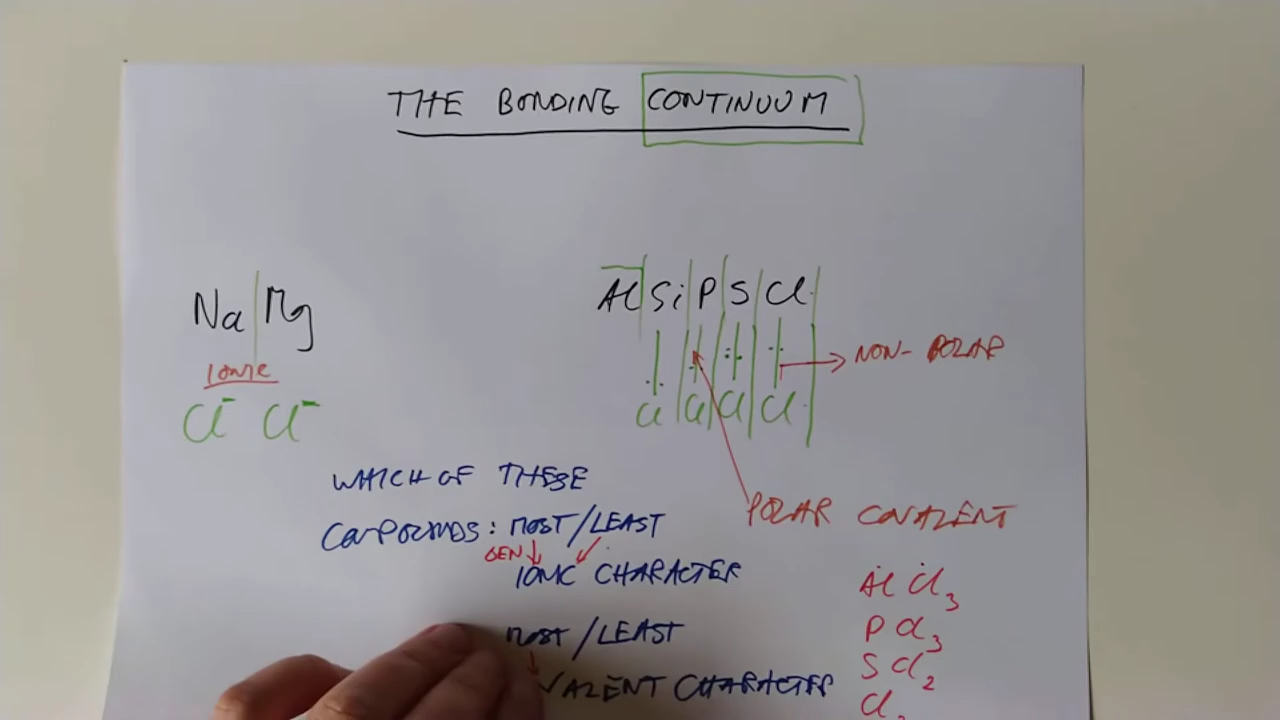 THE BONDING CONTINUUM
Na Mg
Al Si P S Cl
IONIC
NON-POLAR
Cl⁻ Cl⁻
Cl Cl Cl Cl
WHICH OF THESE
COMPOUNDS: MOST/LEAST
POLAR COVALENT
IONIC CHARACTER
AlCl₃
MOST/LEAST
PCl₃
SCl₂
VALENT CHARACTER
Cl